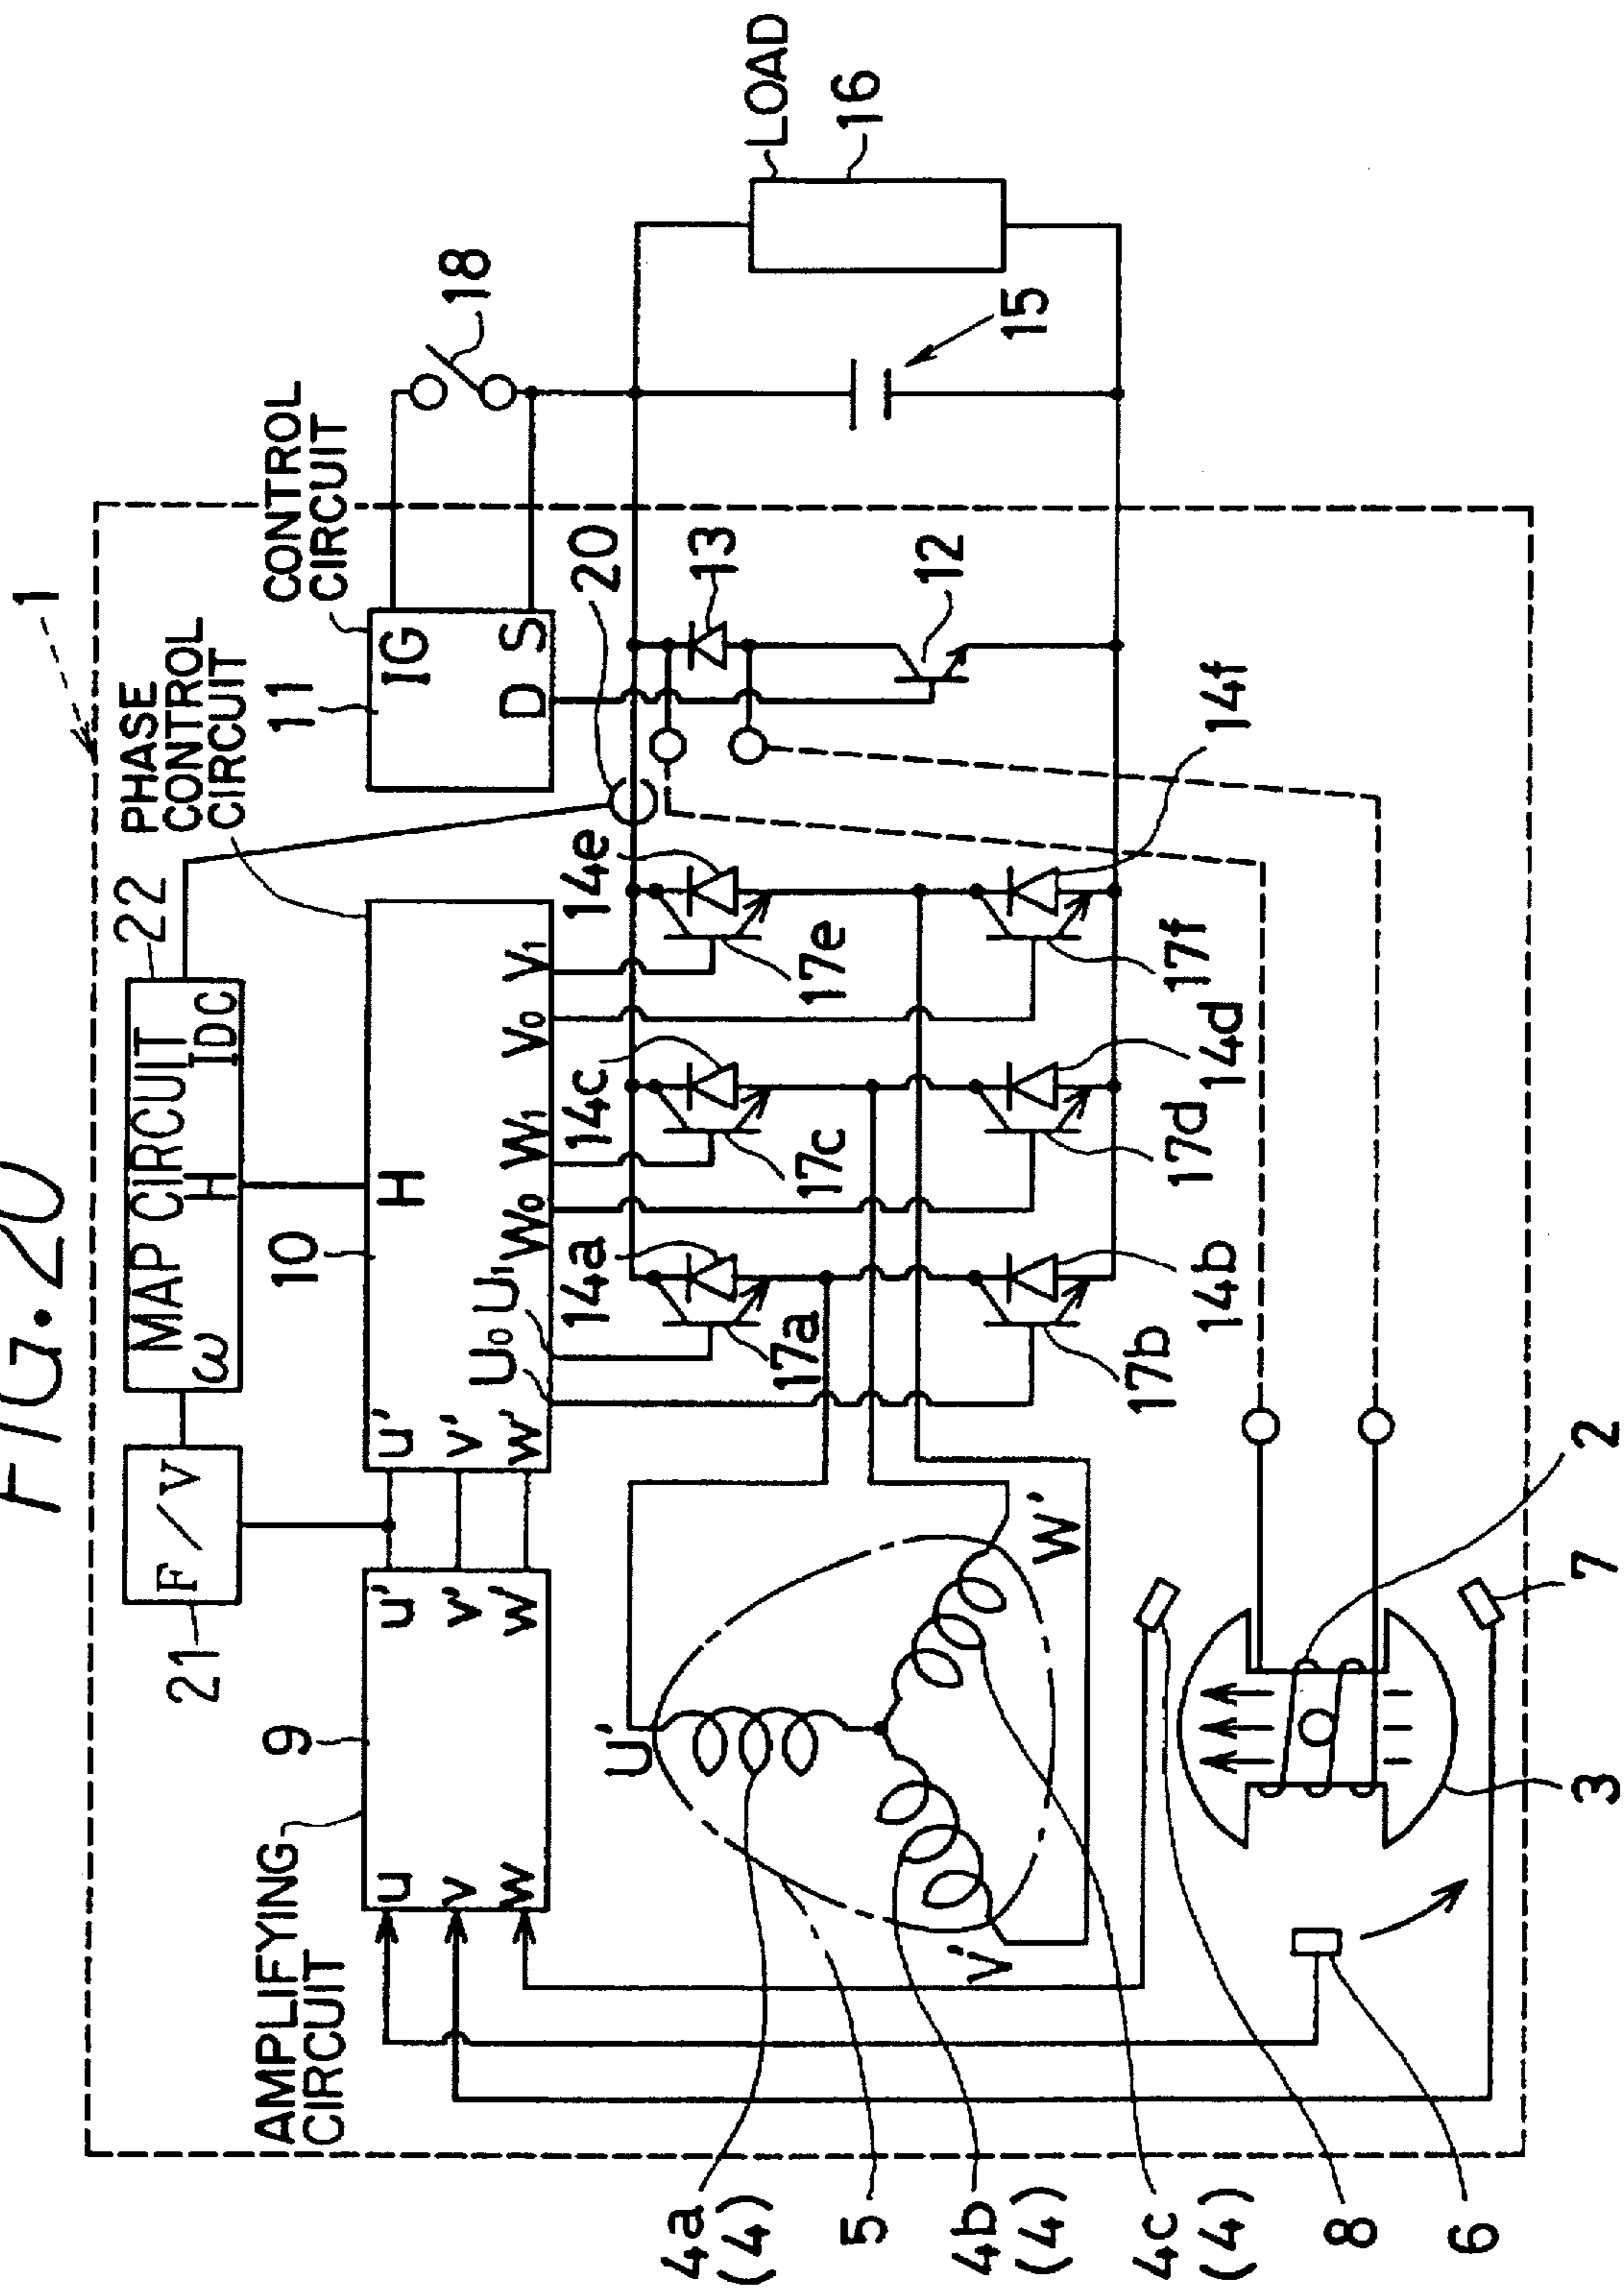 FIG. 20
1
21
F/V
22
MAP CIRCUIT
ω
H
IDC
PHASE
CONTROL
CIRCUIT
CONTROL
CIRCUIT
AMPLIFYING
CIRCUIT
9
u
v
w
u'
v'
w'
10
u'
v'
w'
H
U0
U1
W0
W1
V0
V1
11
IG
D
S
18
20
13
12
LOAD
16
15
14a
14c
14e
17a
17c
17e
14b
14d
14f
17b
17d
17f
U'
V'
W'
4a
(4)
5
4b
(4)
4c
(4)
8
6
3
7
2